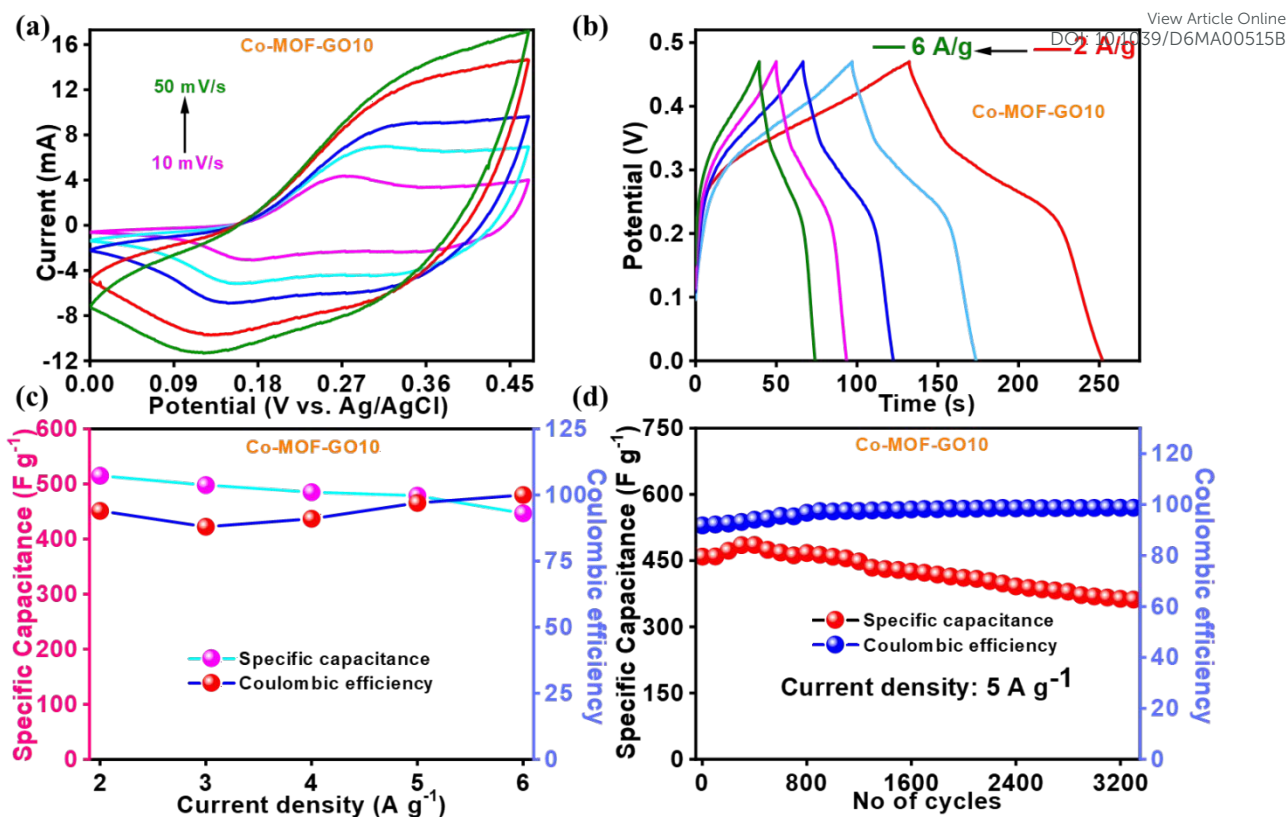 View Article Online
DOI: 10.1039/D6MA00515B
(a)
Co-MOF-GO10
50 mV/s
10 mV/s
Current (mA)
16
12
8
4
0
-4
-8
-12
0.00 0.09 0.18 0.27 0.36 0.45
Potential (V vs. Ag/AgCl)
(b)
6 A/g
2 A/g
Co-MOF-GO10
Potential (V)
0.5
0.4
0.3
0.2
0.1
0.0
0 50 100 150 200 250
Time (s)
(c)
Co-MOF-GO10
Specific Capacitance (F g-1)
600
500
400
300
200
100
0
Specific capacitance
Coulombic efficiency
125
100
75
50
25
0
Coulombic efficiency
2 3 4 5 6
Current density (A g-1)
(d)
Co-MOF-GO10
Specific Capacitance (F g-1)
750
600
450
300
150
0
Specific capacitance
Coulombic efficiency
Current density: 5 A g-1
120
100
80
60
40
20
0
Coulombic efficiency
0 800 1600 2400 3200
No of cycles